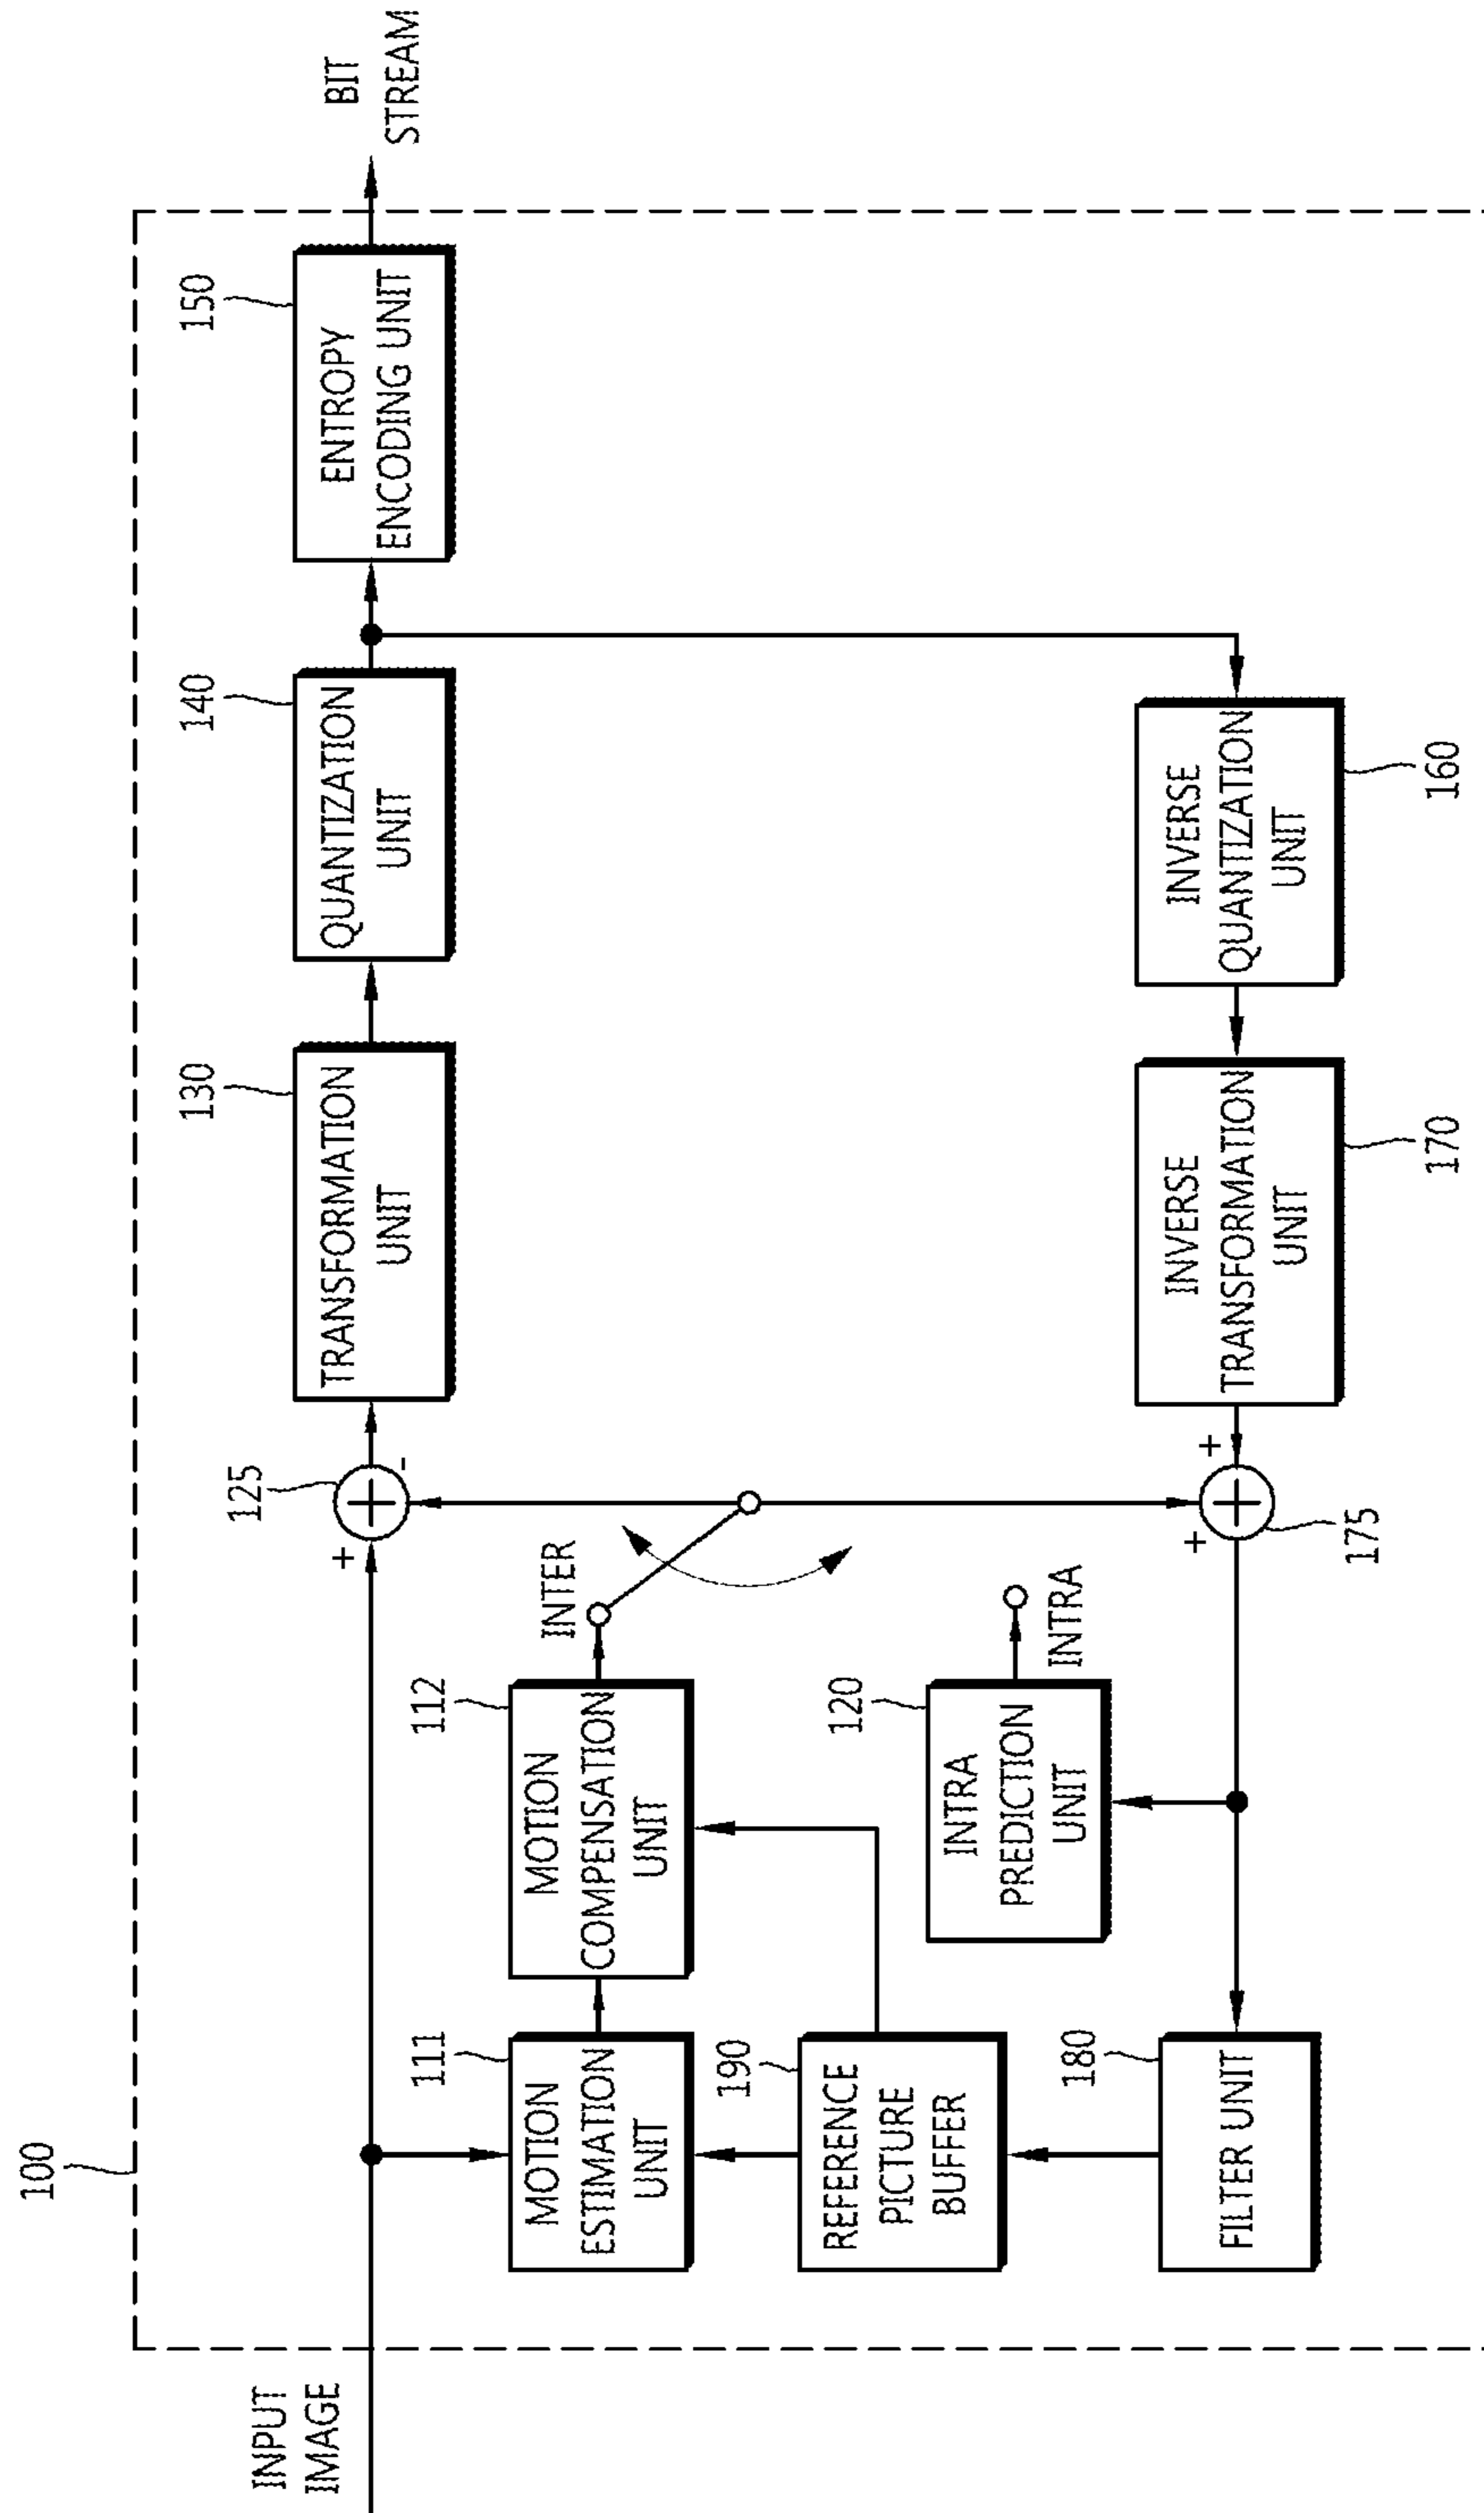 100
INPUT
IMAGE
125
130
TRANSFORMATION
UNIT
140
QUANTIZATION
UNIT
150
ENTROPY
ENCODING UNIT
BIT
STREAM
+
-
111
MOTION
ESTIMATION
UNIT
112
MOTION
COMPENSATION
UNIT
INTER
190
REFERENCE
PICTURE
BUFFER
120
INTRA
PREDICTION
UNIT
INTRA
180
FILTER UNIT
+
+
175
INVERSE
TRANSFORMATION
UNIT
170
INVERSE
QUANTIZATION
UNIT
160